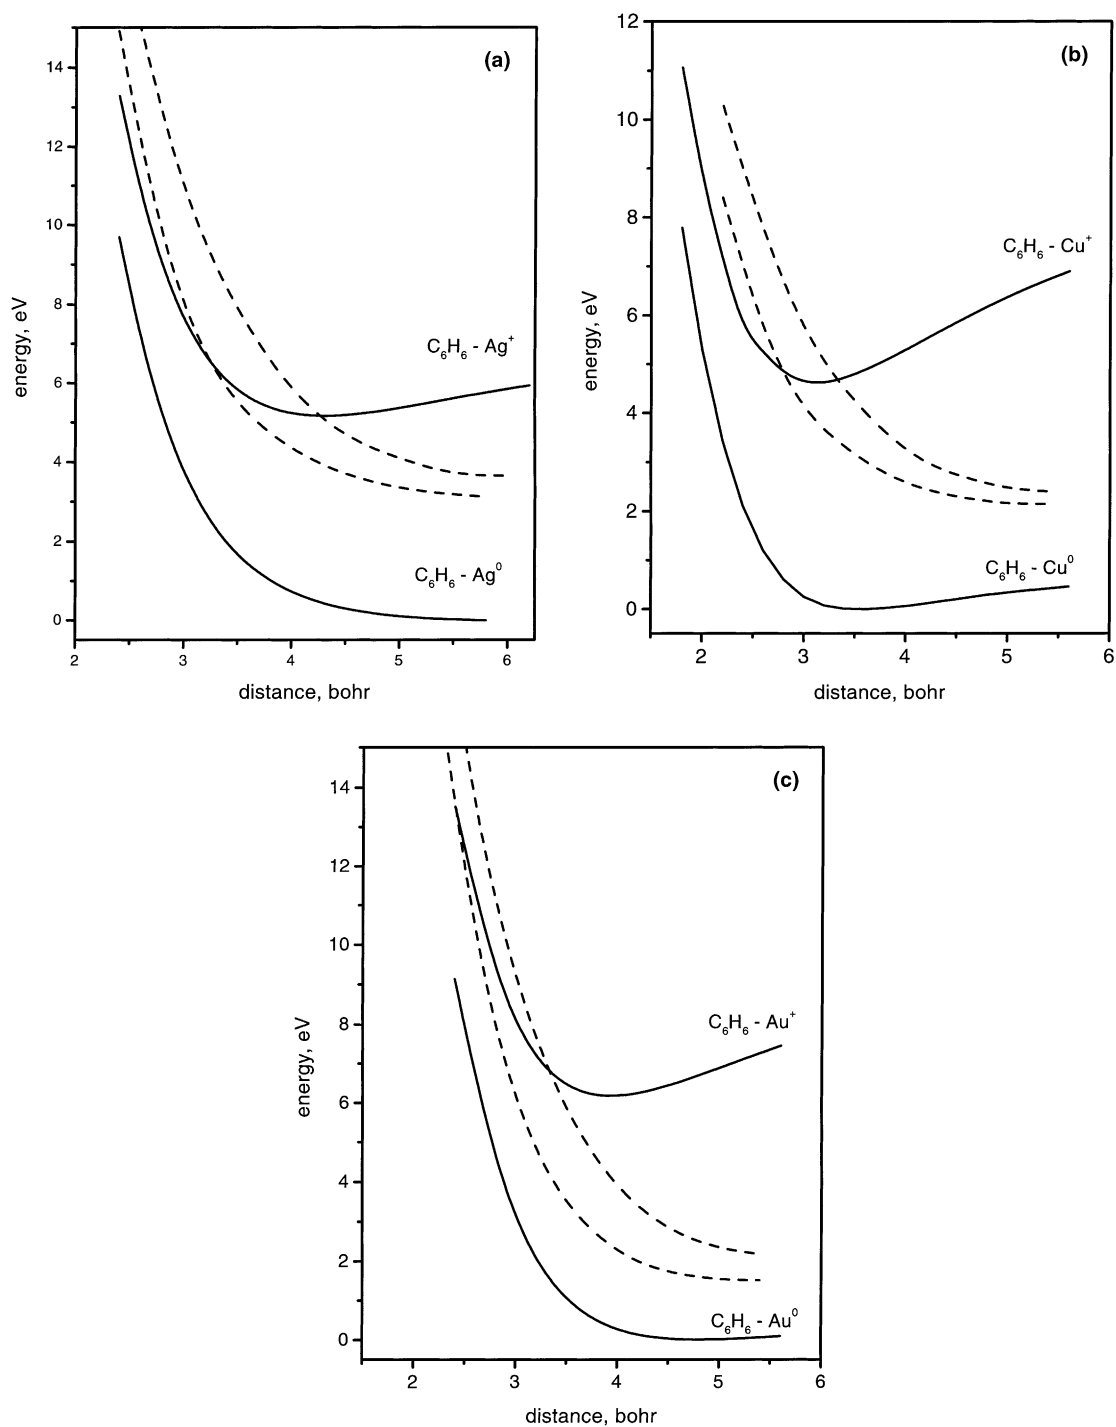 (a)
14
12
10
8
6
4
2
0
energy, eV
C₆H₆ - Ag⁺
C₆H₆ - Ag⁰
2 3 4 5 6
distance, bohr
(b)
12
10
8
6
4
2
0
energy, eV
C₆H₆ - Cu⁺
C₆H₆ - Cu⁰
2 3 4 5 6
distance, bohr
(c)
14
12
10
8
6
4
2
0
energy, eV
C₆H₆ - Au⁺
C₆H₆ - Au⁰
2 3 4 5 6
distance, bohr